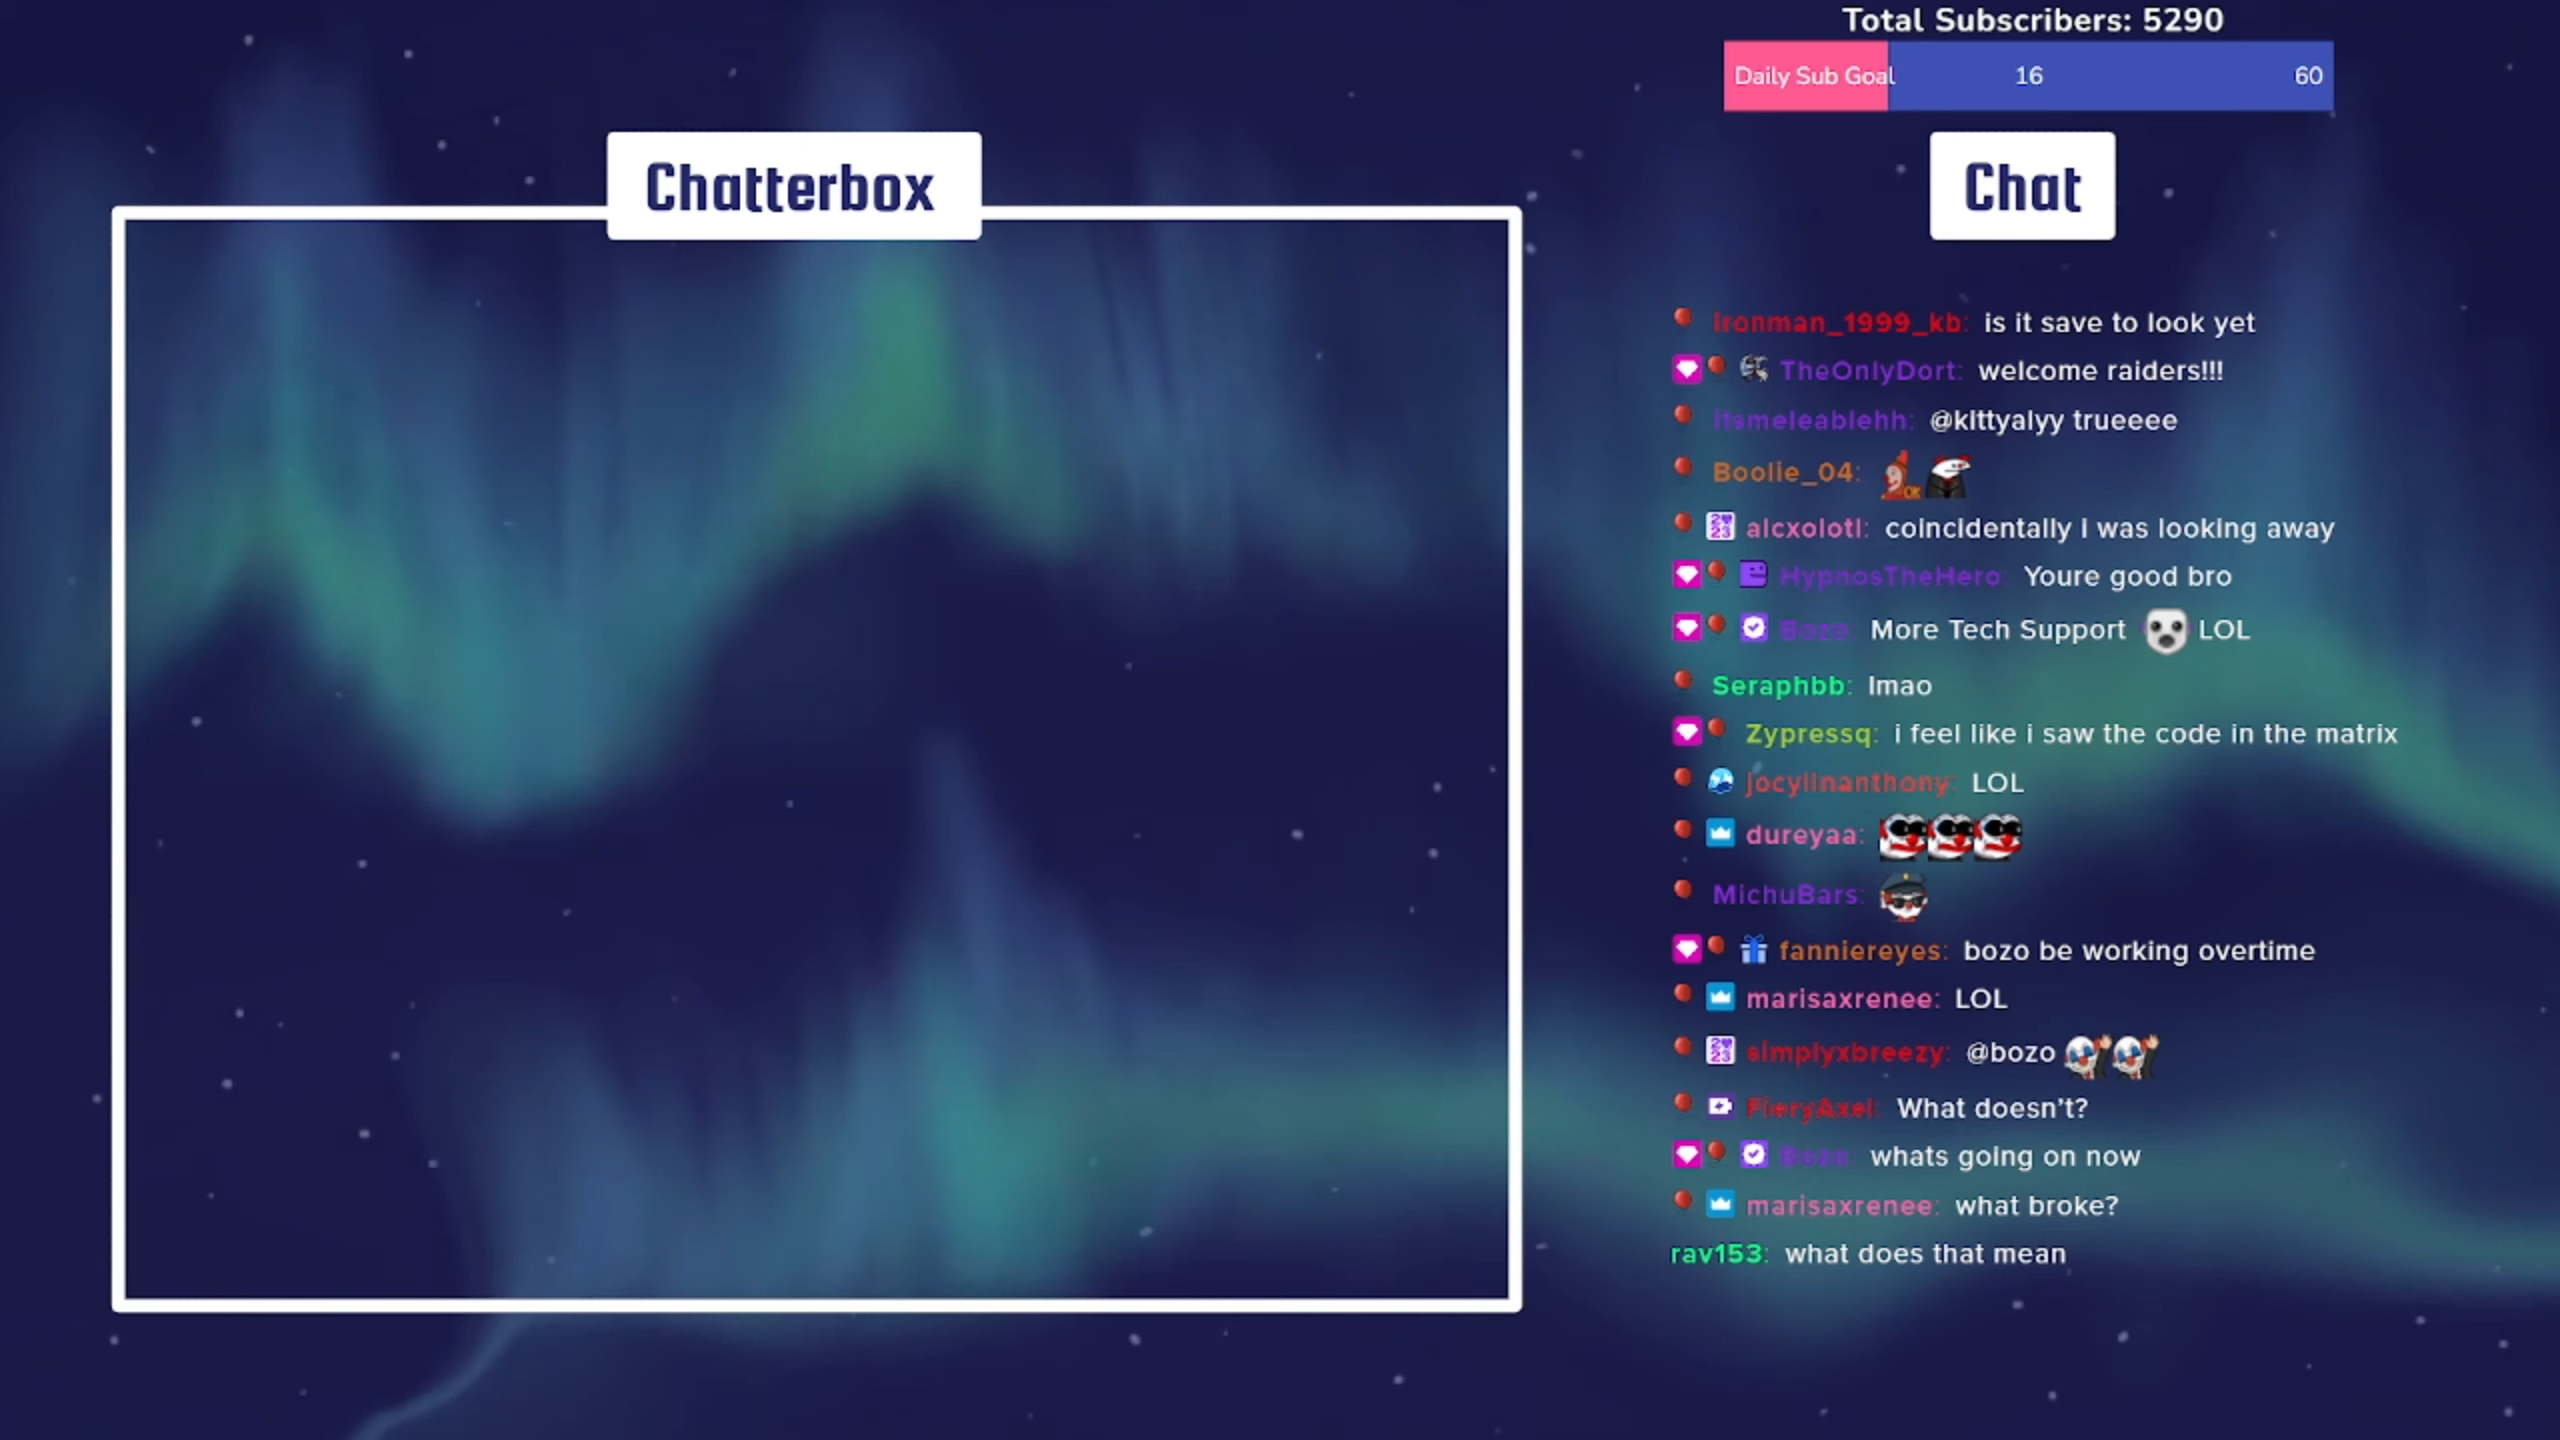 Total Subscribers: 5290
Daily Sub Goal 16 60
Chatterbox
Chat
ironman_1999_kb: is it save to look yet
TheOnlyDort: welcome raiders!!!
itsmeleablehh: @kittyalyy trueeee
Boolie_04:
alcxolotl: coincidentally i was looking away
HypnosTheHero: Youre good bro
Bozo: More Tech Support LOL
Seraphbb: lmao
Zypressq: i feel like i saw the code in the matrix
jocylinanthony: LOL
dureyaa:
MichuBars:
fanniereyes: bozo be working overtime
marisaxrenee: LOL
simplyxbreezy: @bozo
FieryAxel: What doesn't?
Bozo: whats going on now
marisaxrenee: what broke?
rav153: what does that mean